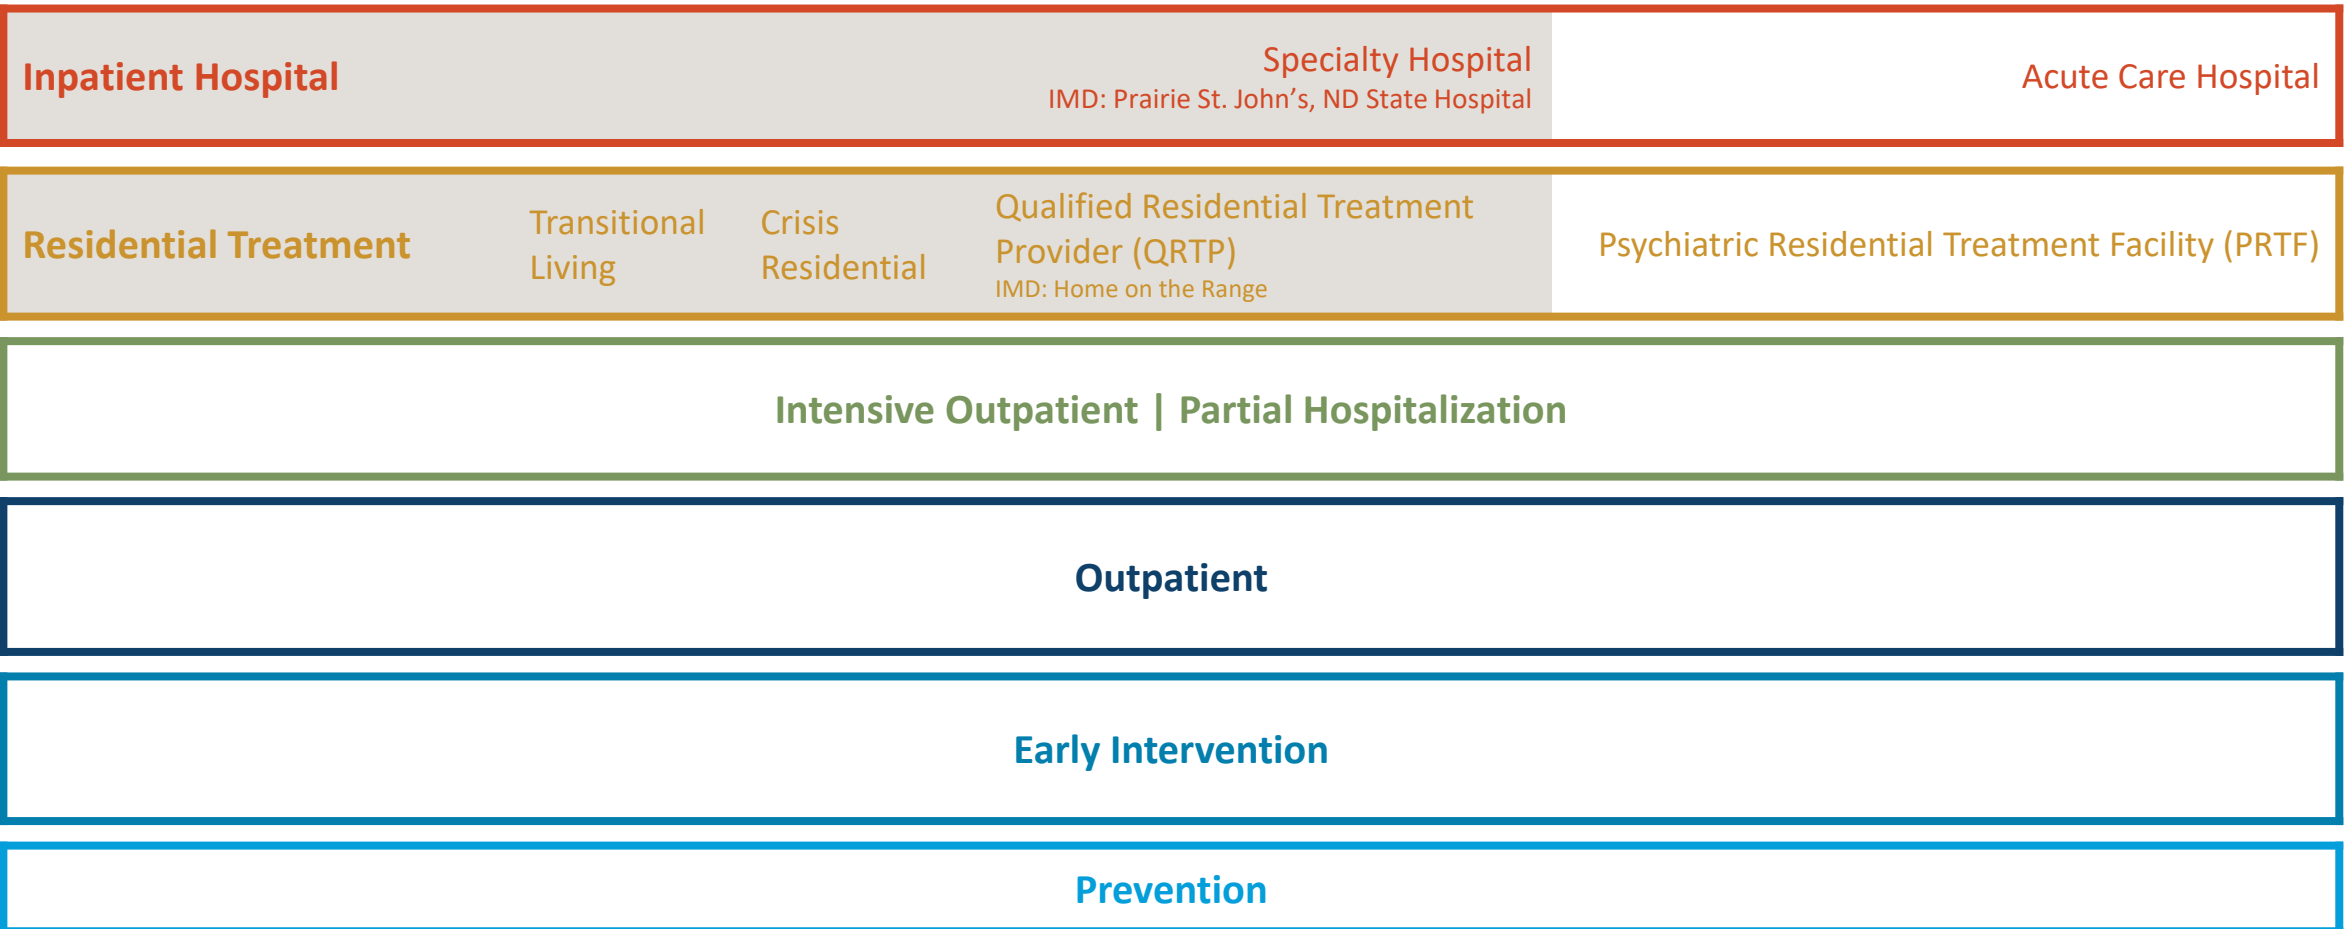 Inpatient Hospital
Specialty Hospital
IMD: Prairie St. John’s, ND State Hospital
Acute Care Hospital
Residential Treatment
Transitional
Living
Crisis
Residential
Qualified Residential Treatment
Provider (QRTP)
IMD: Home on the Range
Psychiatric Residential Treatment Facility (PRTF)
Intensive Outpatient | Partial Hospitalization
Outpatient
Early Intervention
Prevention